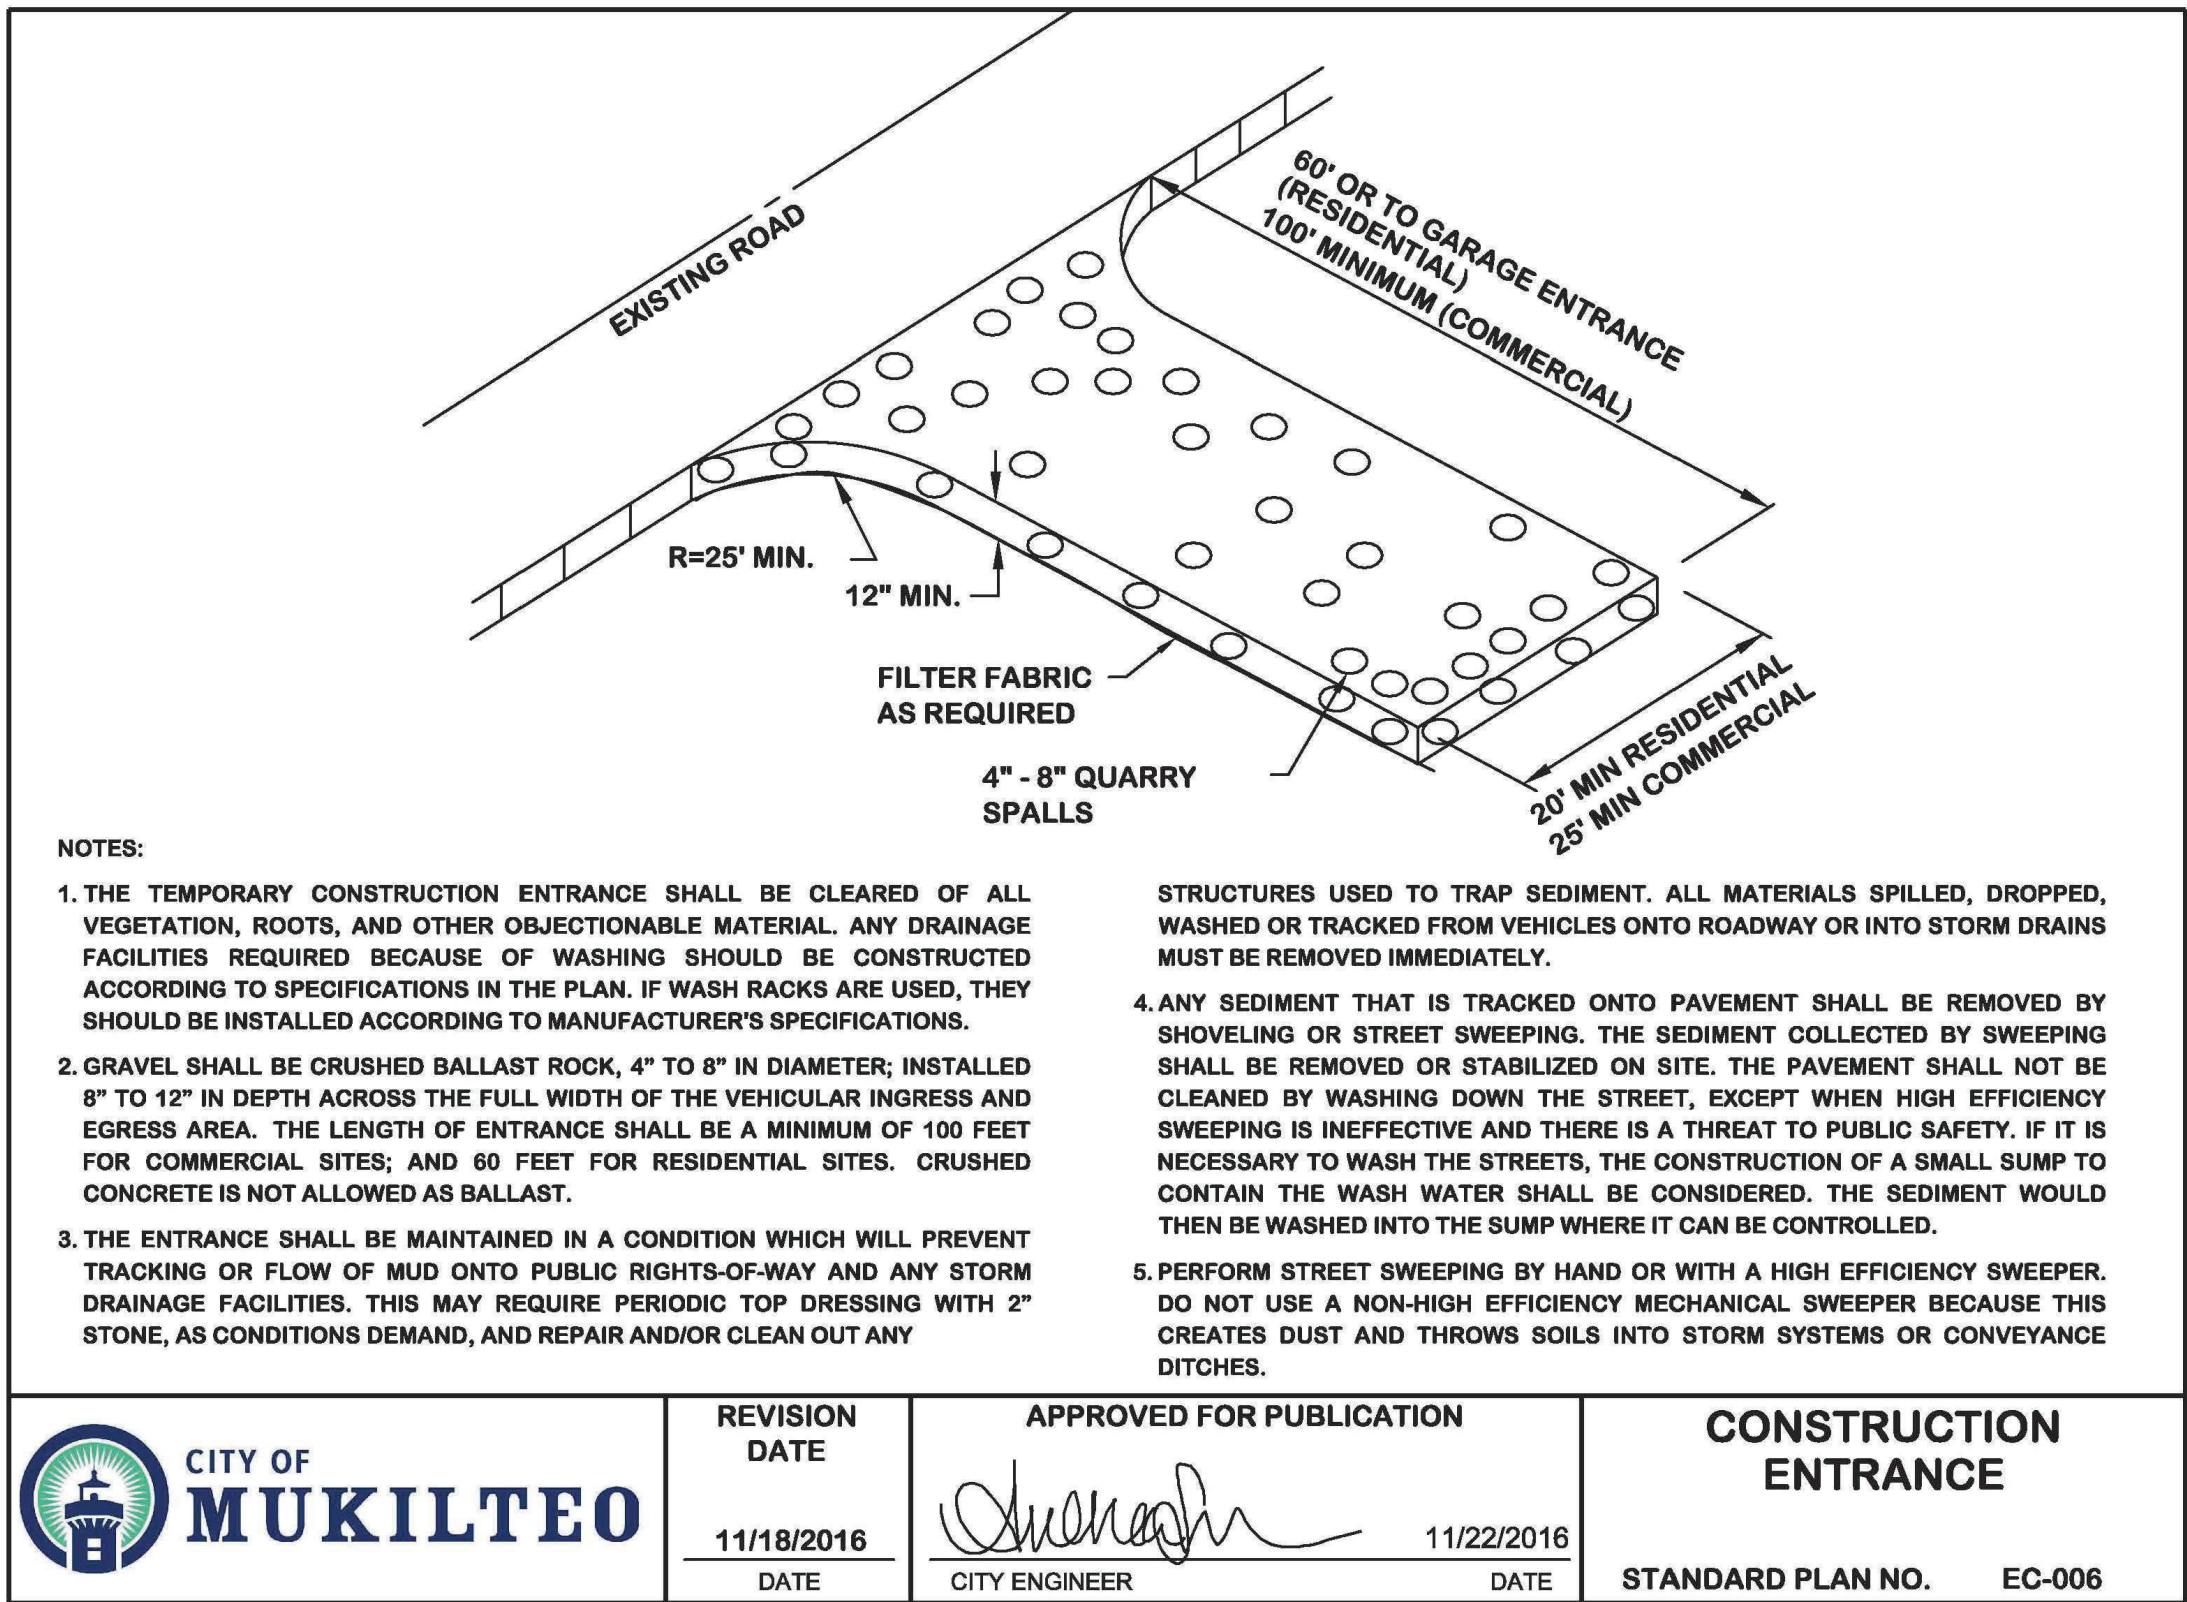 EXISTING ROAD
60' OR TO GARAGE ENTRANCE
(RESIDENTIAL)
100' MINIMUM (COMMERCIAL)
R=25' MIN.
12" MIN.
FILTER FABRIC
AS REQUIRED
4" - 8" QUARRY
SPALLS
20' MIN RESIDENTIAL
25' MIN COMMERCIAL
NOTES:
1. THE TEMPORARY CONSTRUCTION ENTRANCE SHALL BE CLEARED OF ALL
VEGETATION, ROOTS, AND OTHER OBJECTIONABLE MATERIAL. ANY DRAINAGE
FACILITIES REQUIRED BECAUSE OF WASHING SHOULD BE CONSTRUCTED
ACCORDING TO SPECIFICATIONS IN THE PLAN. IF WASH RACKS ARE USED, THEY
SHOULD BE INSTALLED ACCORDING TO MANUFACTURER'S SPECIFICATIONS.
2. GRAVEL SHALL BE CRUSHED BALLAST ROCK, 4” TO 8” IN DIAMETER; INSTALLED
8” TO 12” IN DEPTH ACROSS THE FULL WIDTH OF THE VEHICULAR INGRESS AND
EGRESS AREA. THE LENGTH OF ENTRANCE SHALL BE A MINIMUM OF 100 FEET
FOR COMMERCIAL SITES; AND 60 FEET FOR RESIDENTIAL SITES. CRUSHED
CONCRETE IS NOT ALLOWED AS BALLAST.
3. THE ENTRANCE SHALL BE MAINTAINED IN A CONDITION WHICH WILL PREVENT
TRACKING OR FLOW OF MUD ONTO PUBLIC RIGHTS-OF-WAY AND ANY STORM
DRAINAGE FACILITIES. THIS MAY REQUIRE PERIODIC TOP DRESSING WITH 2”
STONE, AS CONDITIONS DEMAND, AND REPAIR AND/OR CLEAN OUT ANY
STRUCTURES USED TO TRAP SEDIMENT. ALL MATERIALS SPILLED, DROPPED,
WASHED OR TRACKED FROM VEHICLES ONTO ROADWAY OR INTO STORM DRAINS
MUST BE REMOVED IMMEDIATELY.
4. ANY SEDIMENT THAT IS TRACKED ONTO PAVEMENT SHALL BE REMOVED BY
SHOVELING OR STREET SWEEPING. THE SEDIMENT COLLECTED BY SWEEPING
SHALL BE REMOVED OR STABILIZED ON SITE. THE PAVEMENT SHALL NOT BE
CLEANED BY WASHING DOWN THE STREET, EXCEPT WHEN HIGH EFFICIENCY
SWEEPING IS INEFFECTIVE AND THERE IS A THREAT TO PUBLIC SAFETY. IF IT IS
NECESSARY TO WASH THE STREETS, THE CONSTRUCTION OF A SMALL SUMP TO
CONTAIN THE WASH WATER SHALL BE CONSIDERED. THE SEDIMENT WOULD
THEN BE WASHED INTO THE SUMP WHERE IT CAN BE CONTROLLED.
5. PERFORM STREET SWEEPING BY HAND OR WITH A HIGH EFFICIENCY SWEEPER.
DO NOT USE A NON-HIGH EFFICIENCY MECHANICAL SWEEPER BECAUSE THIS
CREATES DUST AND THROWS SOILS INTO STORM SYSTEMS OR CONVEYANCE
DITCHES.
CITY OF
MUKILTEO
REVISION
DATE
11/18/2016
DATE
APPROVED FOR PUBLICATION
11/22/2016
CITY ENGINEER DATE
CONSTRUCTION
ENTRANCE
STANDARD PLAN NO. EC-006